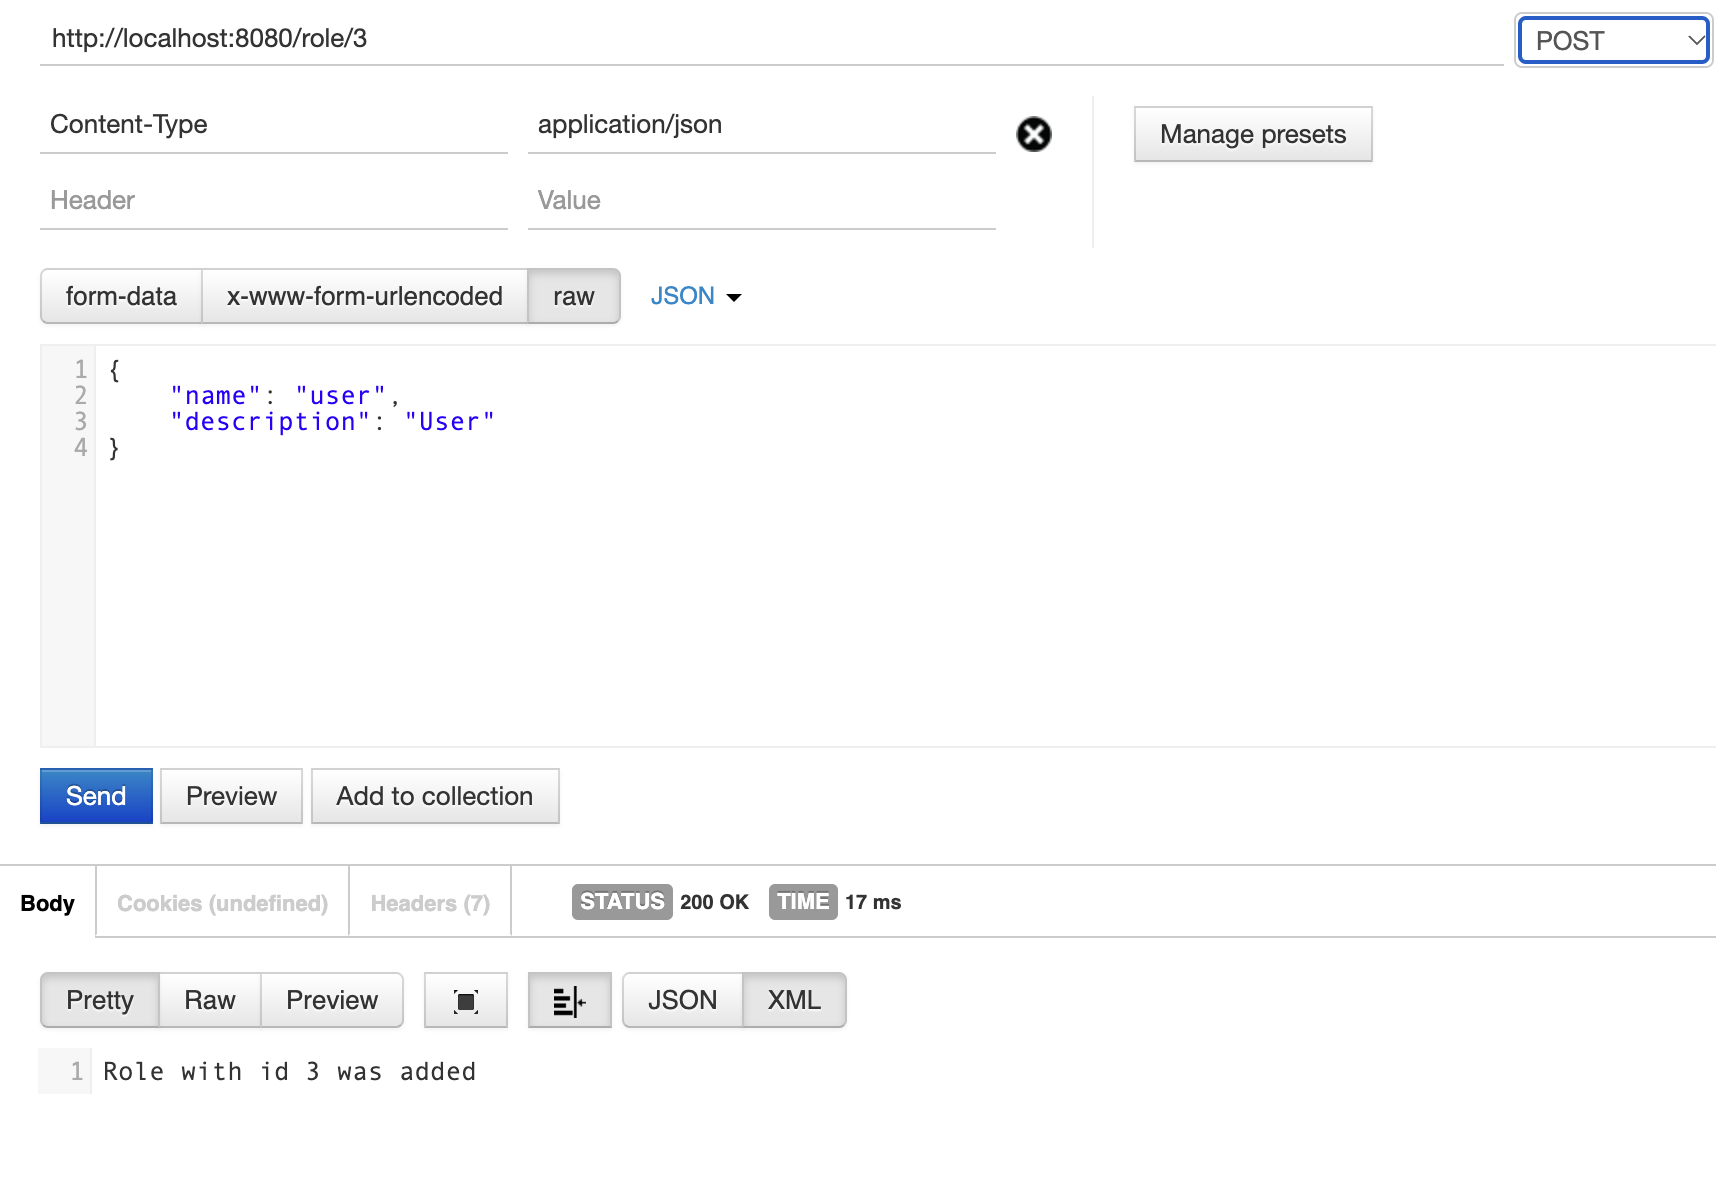 http://localhost:8080/role/3 POST
Content-Type application/json Manage presets
Header Value
form-data x-www-form-urlencoded raw JSON
1 {
2 "name": "user",
3 "description": "User"
4 }
Send Preview Add to collection
Body Cookies (undefined) Headers (7) STATUS 200 OK TIME 17 ms
Pretty Raw Preview JSON XML
1 Role with id 3 was added